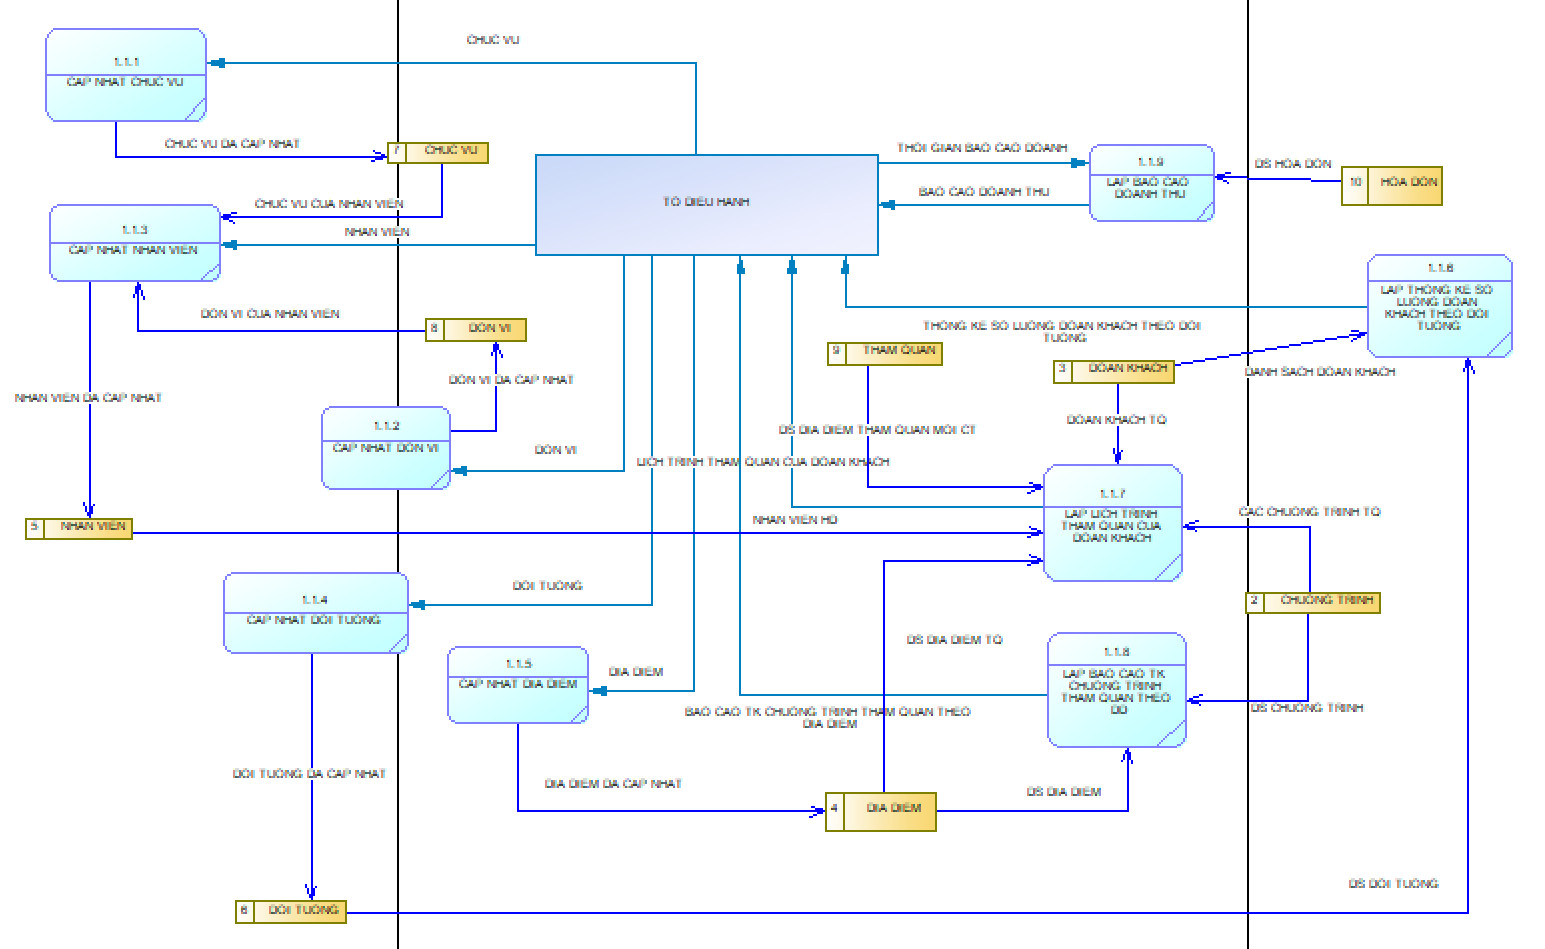 CHUC VU
1.1.1
CAP NHAT CHUC VU
CHUC VU DA CAP NHAT
7 CHUC VU
THOI GIAN BAO CAO DOANH
1.1.9
LAP BAO CAO
DOANH THU
DS HOA DON
10 HOA DON
BAO CAO DOANH THU
TO DIEU HANH
CHUC VU CUA NHAN VIEN
1.1.3
CAP NHAT NHAN VIEN
NHAN VIEN
1.1.6
LAP THONG KE SO
LUONG DOAN
KHACH THEO DOI
TUONG
DON VI CUA NHAN VIEN
8 DON VI
THONG KE SO LUONG DOAN KHACH THEO DOI
TUONG
9 THAM QUAN
3 DOAN KHACH
DANH SACH DOAN KHACH
DON VI DA CAP NHAT
NHAN VIEN DA CAP NHAT
1.1.2
CAP NHAT DON VI
DON VI
DOAN KHACH TQ
DS DIA DIEM THAM QUAN MOI CT
LICH TRINH THAM QUAN CUA DOAN KHACH
1.1.7
LAP LICH TRINH
THAM QUAN CUA
DOAN KHACH
CAC CHUONG TRINH TQ
5 NHAN VIEN
NHAN VIEN HD
1.1.4
CAP NHAT DOI TUONG
DOI TUONG
2 CHUONG TRINH
DS DIA DIEM TQ
1.1.5
CAP NHAT DIA DIEM
DIA DIEM
1.1.8
LAP BAO CAO TK
CHUONG TRINH
THAM QUAN THEO
DD
DS CHUONG TRINH
BAO CAO TK CHUONG TRINH THAM QUAN THEO
DIA DIEM
DOI TUONG DA CAP NHAT
DIA DIEM DA CAP NHAT
4 DIA DIEM
DS DIA DIEM
DS DOI TUONG
6 DOI TUONG